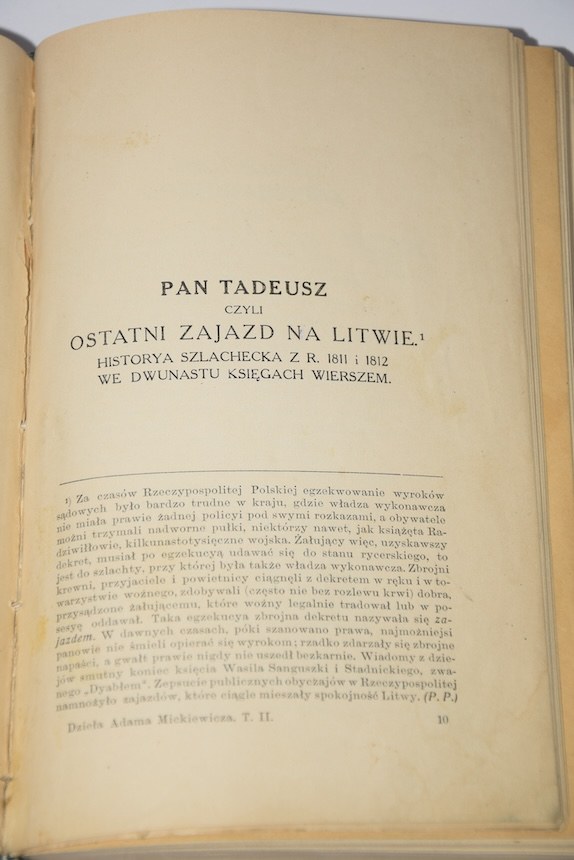 PAN TADEUSZ
CZYLI
OSTATNI ZAJAZD NA LITWIE.¹
HISTORYA SZLACHECKA Z R. 1811 i 1812
WE DWUNASTU KSIĘGACH WIERSZEM.
¹) Za czasów Rzeczypospolitej Polskiej egzekwowanie wyroków
sądowych było bardzo trudne w kraju, gdzie władza wykonawcza
nie miała prawie żadnej policyi pod swymi rozkazami, a obywatele
możni trzymali nadworne pułki, niektórzy nawet, jak książęta Ra-
dziwiłłowie, kilkunastotysięczne wojska. Żałujący więc, uzyskawszy
dekret, musiał po egzekucyą udawać się do stanu rycerskiego, to
jest do szlachty, przy której była także władza wykonawcza. Zbrojni
krewni, przyjaciele i powietnicy ciągnęli z dekretem w ręku i w to-
warzystwie woźnego, zdobywali (często nie bez rozlewu krwi) dobra,
przysądzone żałującemu, które woźny legalnie tradował lub w po-
sesyę oddawał. Taka egzekucya zbrojna dekretu nazywała się za-
jazdem. W dawnych czasach, póki szanowano prawa, najmożniejsi
panowie nie śmieli opierać się wyrokom; rzadko zdarzały się zbrojne
napaści, a gwałt prawie nigdy nie uszedł bezkarnie. Wiadomy z dzie-
jów smutny koniec księcia Wasila Sanguszki i Stadnickiego, zwa-
nego „Dyabłem". Zepsucie publicznych obyczajów w Rzeczypospolitej
namnożyło zajazdów, które ciągle mieszały spokojność Litwy. (P. P.)
Dzieła Adama Mickiewicza. T. II.
10